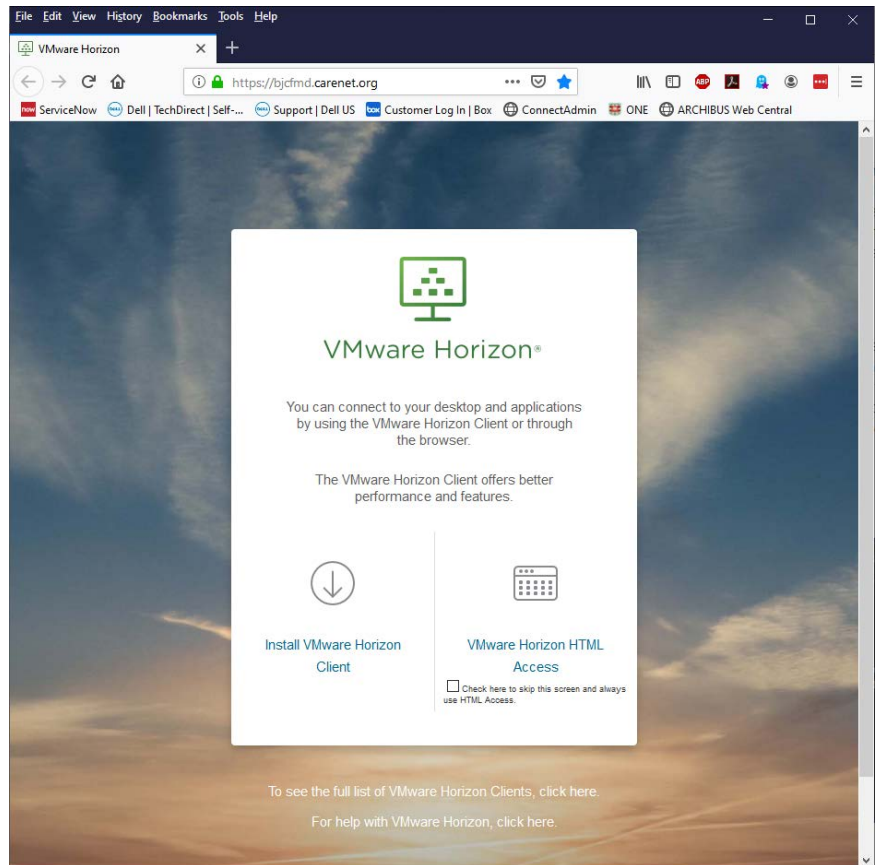 File Edit View History Bookmarks Tools Help
VMware Horizon
https://bjcfmd.carenet.org
ABP
now ServiceNow DELL Dell | TechDirect | Self-... DELL Support | Dell US box Customer Log In | Box ConnectAdmin ONE ARCHIBUS Web Central
VMware Horizon®
You can connect to your desktop and applications
by using the VMware Horizon Client or through
the browser.
The VMware Horizon Client offers better
performance and features.
Install VMware Horizon
Client
VMware Horizon HTML
Access
Check here to skip this screen and always
use HTML Access.
To see the full list of VMware Horizon Clients, click here.
For help with VMware Horizon, click here.